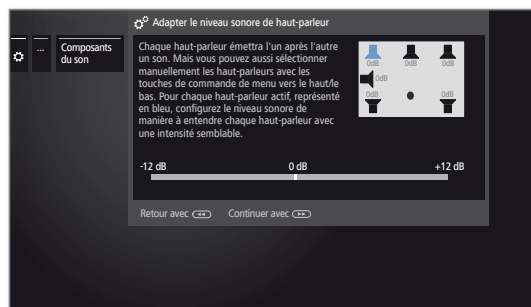 Adapter le niveau sonore de haut-parleur
...
Composants
du son
Chaque haut-parleur émettra l'un après l'autre
un son. Mais vous pouvez aussi sélectionner
manuellement les haut-parleurs avec les
touches de commande de menu vers le haut/le
bas. Pour chaque haut-parleur actif, représenté
en bleu, configurez le niveau sonore de
manière à entendre chaque haut-parleur avec
une intensité semblable.
0dB 0dB 0dB
0dB
0dB 0dB
-12 dB 0 dB +12 dB
Retour avec Continuer avec